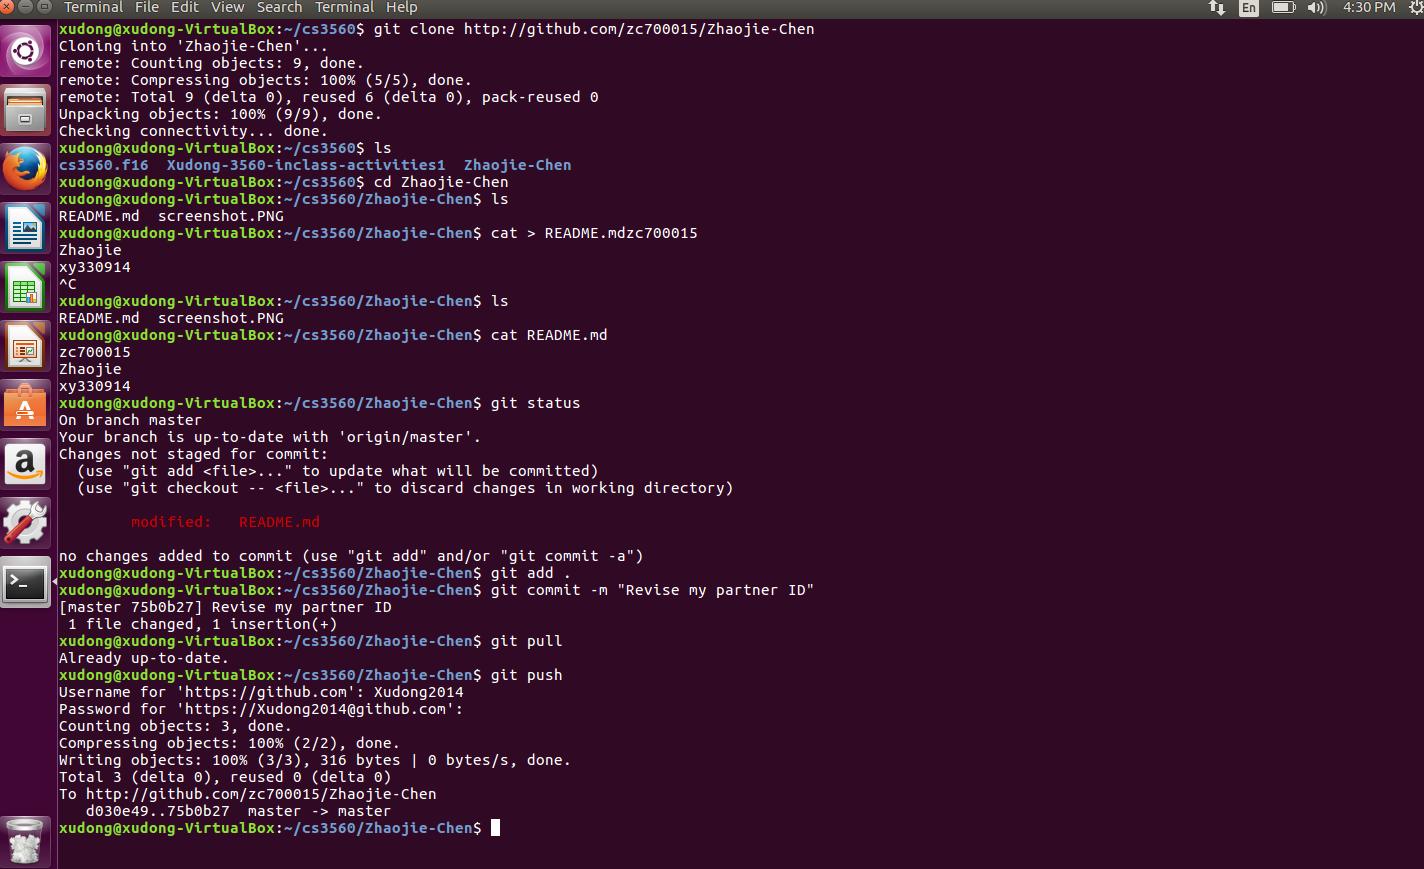 Terminal File Edit View Search Terminal Help En 4:30 PM
xudong@xudong-VirtualBox:~/cs3560$ git clone http://github.com/zc700015/Zhaojie-Chen
Cloning into 'Zhaojie-Chen'...
remote: Counting objects: 9, done.
remote: Compressing objects: 100% (5/5), done.
remote: Total 9 (delta 0), reused 6 (delta 0), pack-reused 0
Unpacking objects: 100% (9/9), done.
Checking connectivity... done.
xudong@xudong-VirtualBox:~/cs3560$ ls
cs3560.f16  Xudong-3560-inclass-activities1  Zhaojie-Chen
xudong@xudong-VirtualBox:~/cs3560$ cd Zhaojie-Chen
xudong@xudong-VirtualBox:~/cs3560/Zhaojie-Chen$ ls
README.md  screenshot.PNG
xudong@xudong-VirtualBox:~/cs3560/Zhaojie-Chen$ cat > README.mdzc700015
Zhaojie
xy330914
^C
xudong@xudong-VirtualBox:~/cs3560/Zhaojie-Chen$ ls
README.md  screenshot.PNG
xudong@xudong-VirtualBox:~/cs3560/Zhaojie-Chen$ cat README.md
zc700015
Zhaojie
xy330914
xudong@xudong-VirtualBox:~/cs3560/Zhaojie-Chen$ git status
On branch master
Your branch is up-to-date with 'origin/master'.
Changes not staged for commit:
  (use "git add <file>..." to update what will be committed)
  (use "git checkout -- <file>..." to discard changes in working directory)
        modified:   README.md
no changes added to commit (use "git add" and/or "git commit -a")
xudong@xudong-VirtualBox:~/cs3560/Zhaojie-Chen$ git add .
xudong@xudong-VirtualBox:~/cs3560/Zhaojie-Chen$ git commit -m "Revise my partner ID"
[master 75b0b27] Revise my partner ID
 1 file changed, 1 insertion(+)
xudong@xudong-VirtualBox:~/cs3560/Zhaojie-Chen$ git pull
Already up-to-date.
xudong@xudong-VirtualBox:~/cs3560/Zhaojie-Chen$ git push
Username for 'https://github.com': Xudong2014
Password for 'https://Xudong2014@github.com':
Counting objects: 3, done.
Compressing objects: 100% (2/2), done.
Writing objects: 100% (3/3), 316 bytes | 0 bytes/s, done.
Total 3 (delta 0), reused 0 (delta 0)
To http://github.com/zc700015/Zhaojie-Chen
   d030e49..75b0b27  master -> master
xudong@xudong-VirtualBox:~/cs3560/Zhaojie-Chen$